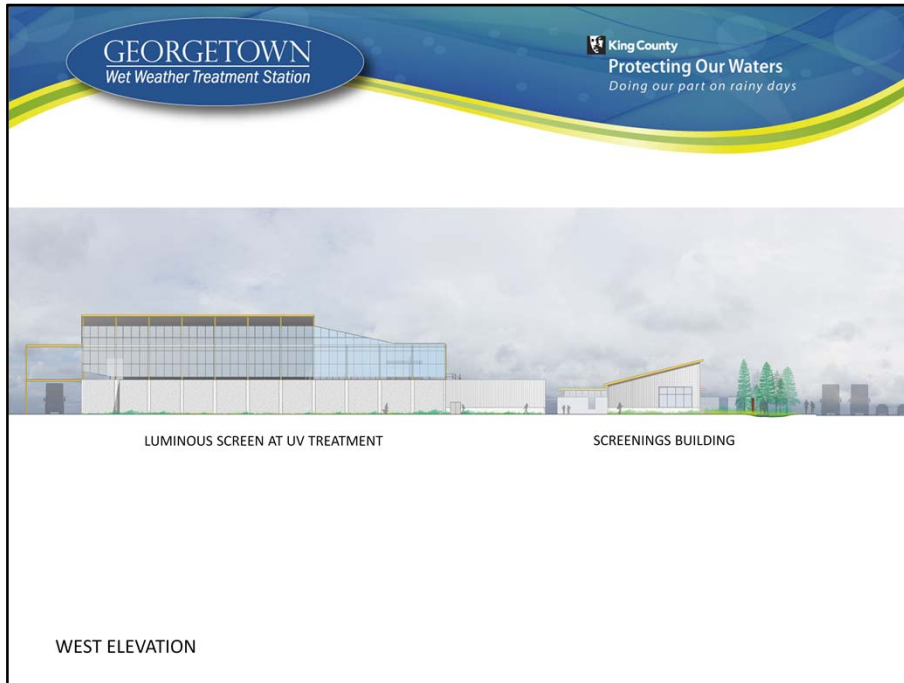 GEORGETOWN
Wet Weather Treatment Station
King County
Protecting Our Waters
Doing our part on rainy days
LUMINOUS SCREEN AT UV TREATMENT
SCREENINGS BUILDING
WEST ELEVATION